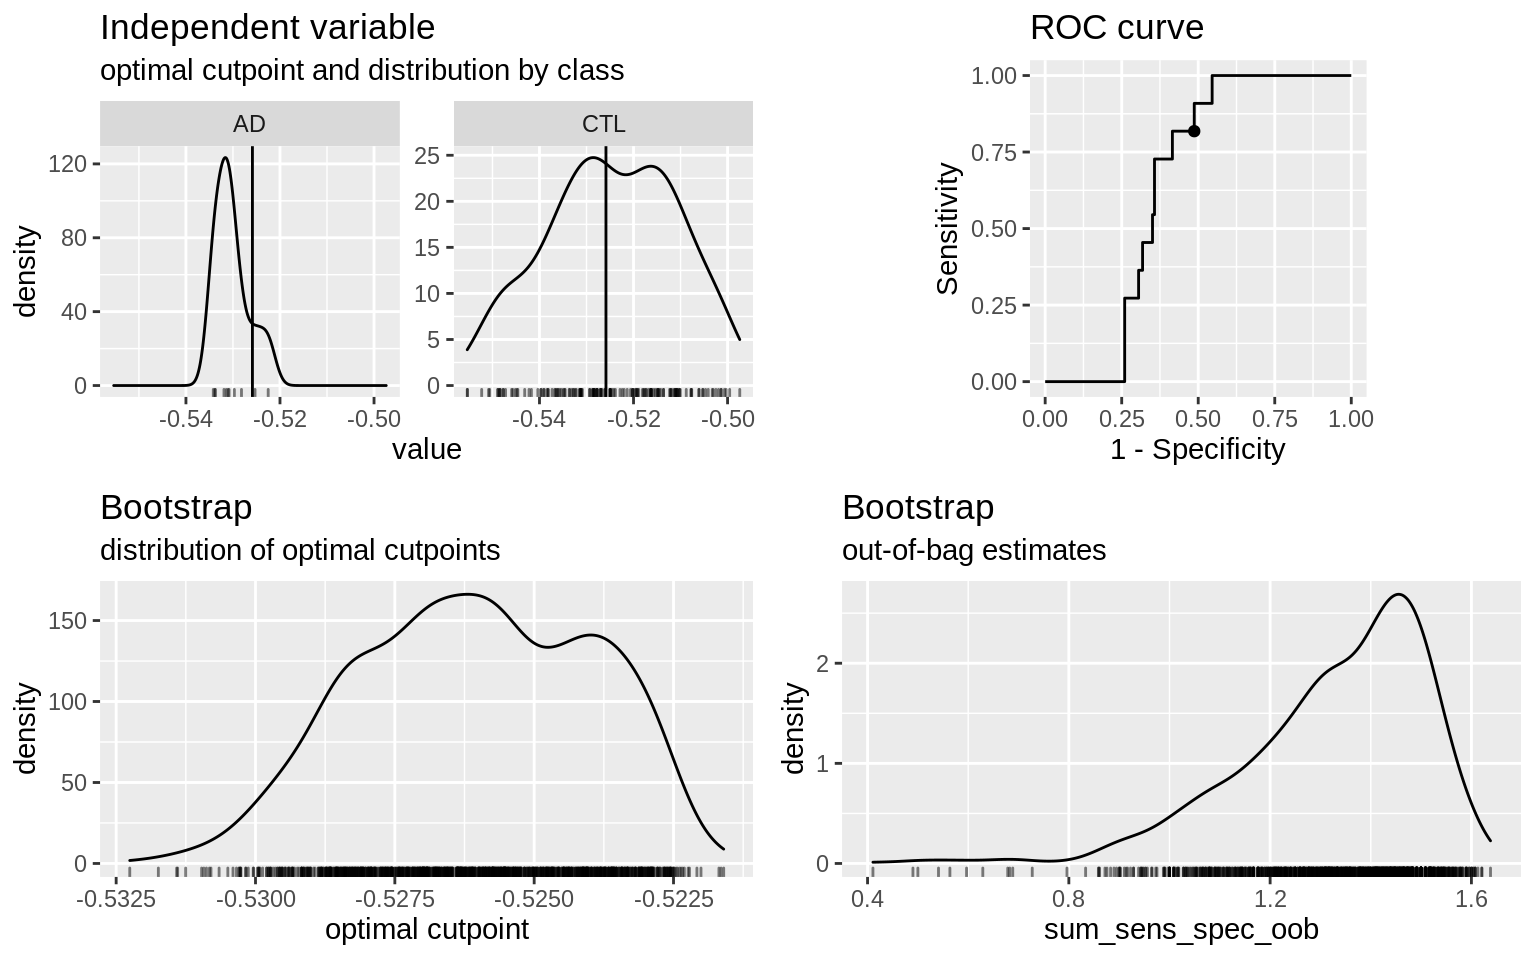 Independent variable
optimal cutpoint and distribution by class
AD
CTL
density
120
80
40
0
25
20
15
10
5
0
-0.54
-0.52
-0.50
-0.54
-0.52
-0.50
value
ROC curve
Sensitivity
1.00
0.75
0.50
0.25
0.00
0.00
0.25
0.50
0.75
1.00
1 - Specificity
Bootstrap
distribution of optimal cutpoints
density
150
100
50
0
-0.5325
-0.5300
-0.5275
-0.5250
-0.5225
optimal cutpoint
Bootstrap
out-of-bag estimates
density
2
1
0
0.4
0.8
1.2
1.6
sum_sens_spec_oob